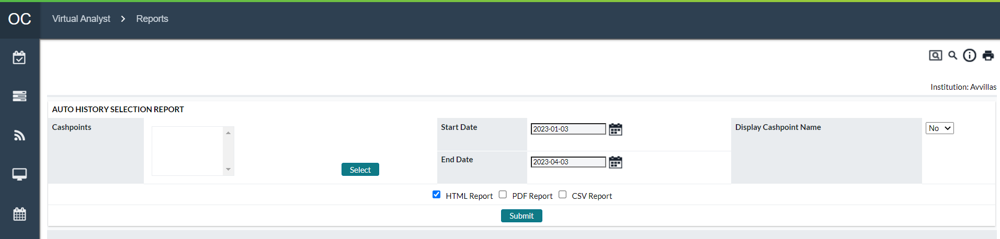 OC
Virtual Analyst > Reports
Institution: Avvillas
AUTO HISTORY SELECTION REPORT
Cashpoints
Select
Start Date
2023-01-03
End Date
2023-04-03
Display Cashpoint Name
No
HTML Report PDF Report CSV Report
Submit